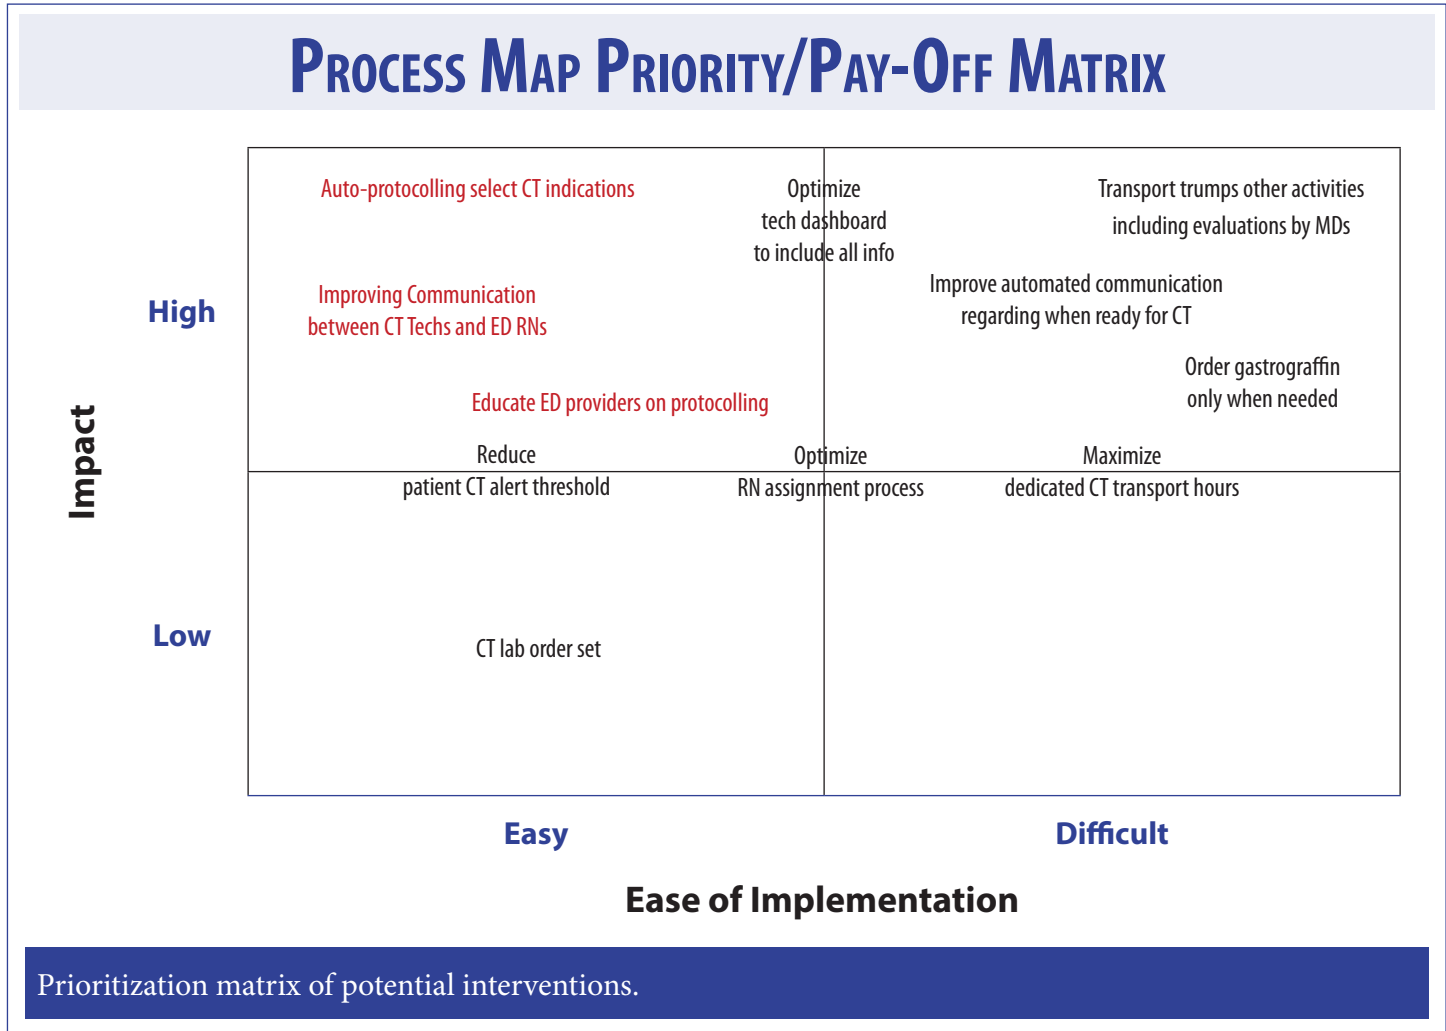 Process Map Priority/Pay-Off Matrix
Auto-protocolling select CT indications
Optimize
tech dashboard
to include all info
Transport trumps other activities
including evaluations by MDs
Improving Communication
between CT Techs and ED RNs
Improve automated communication
regarding when ready for CT
Order gastrograffin
only when needed
Educate ED providers on protocolling
Reduce
patient CT alert threshold
Optimize
RN assignment process
Maximize
dedicated CT transport hours
CT lab order set
High
Impact
Low
Easy
Difficult
Ease of Implementation
Prioritization matrix of potential interventions.